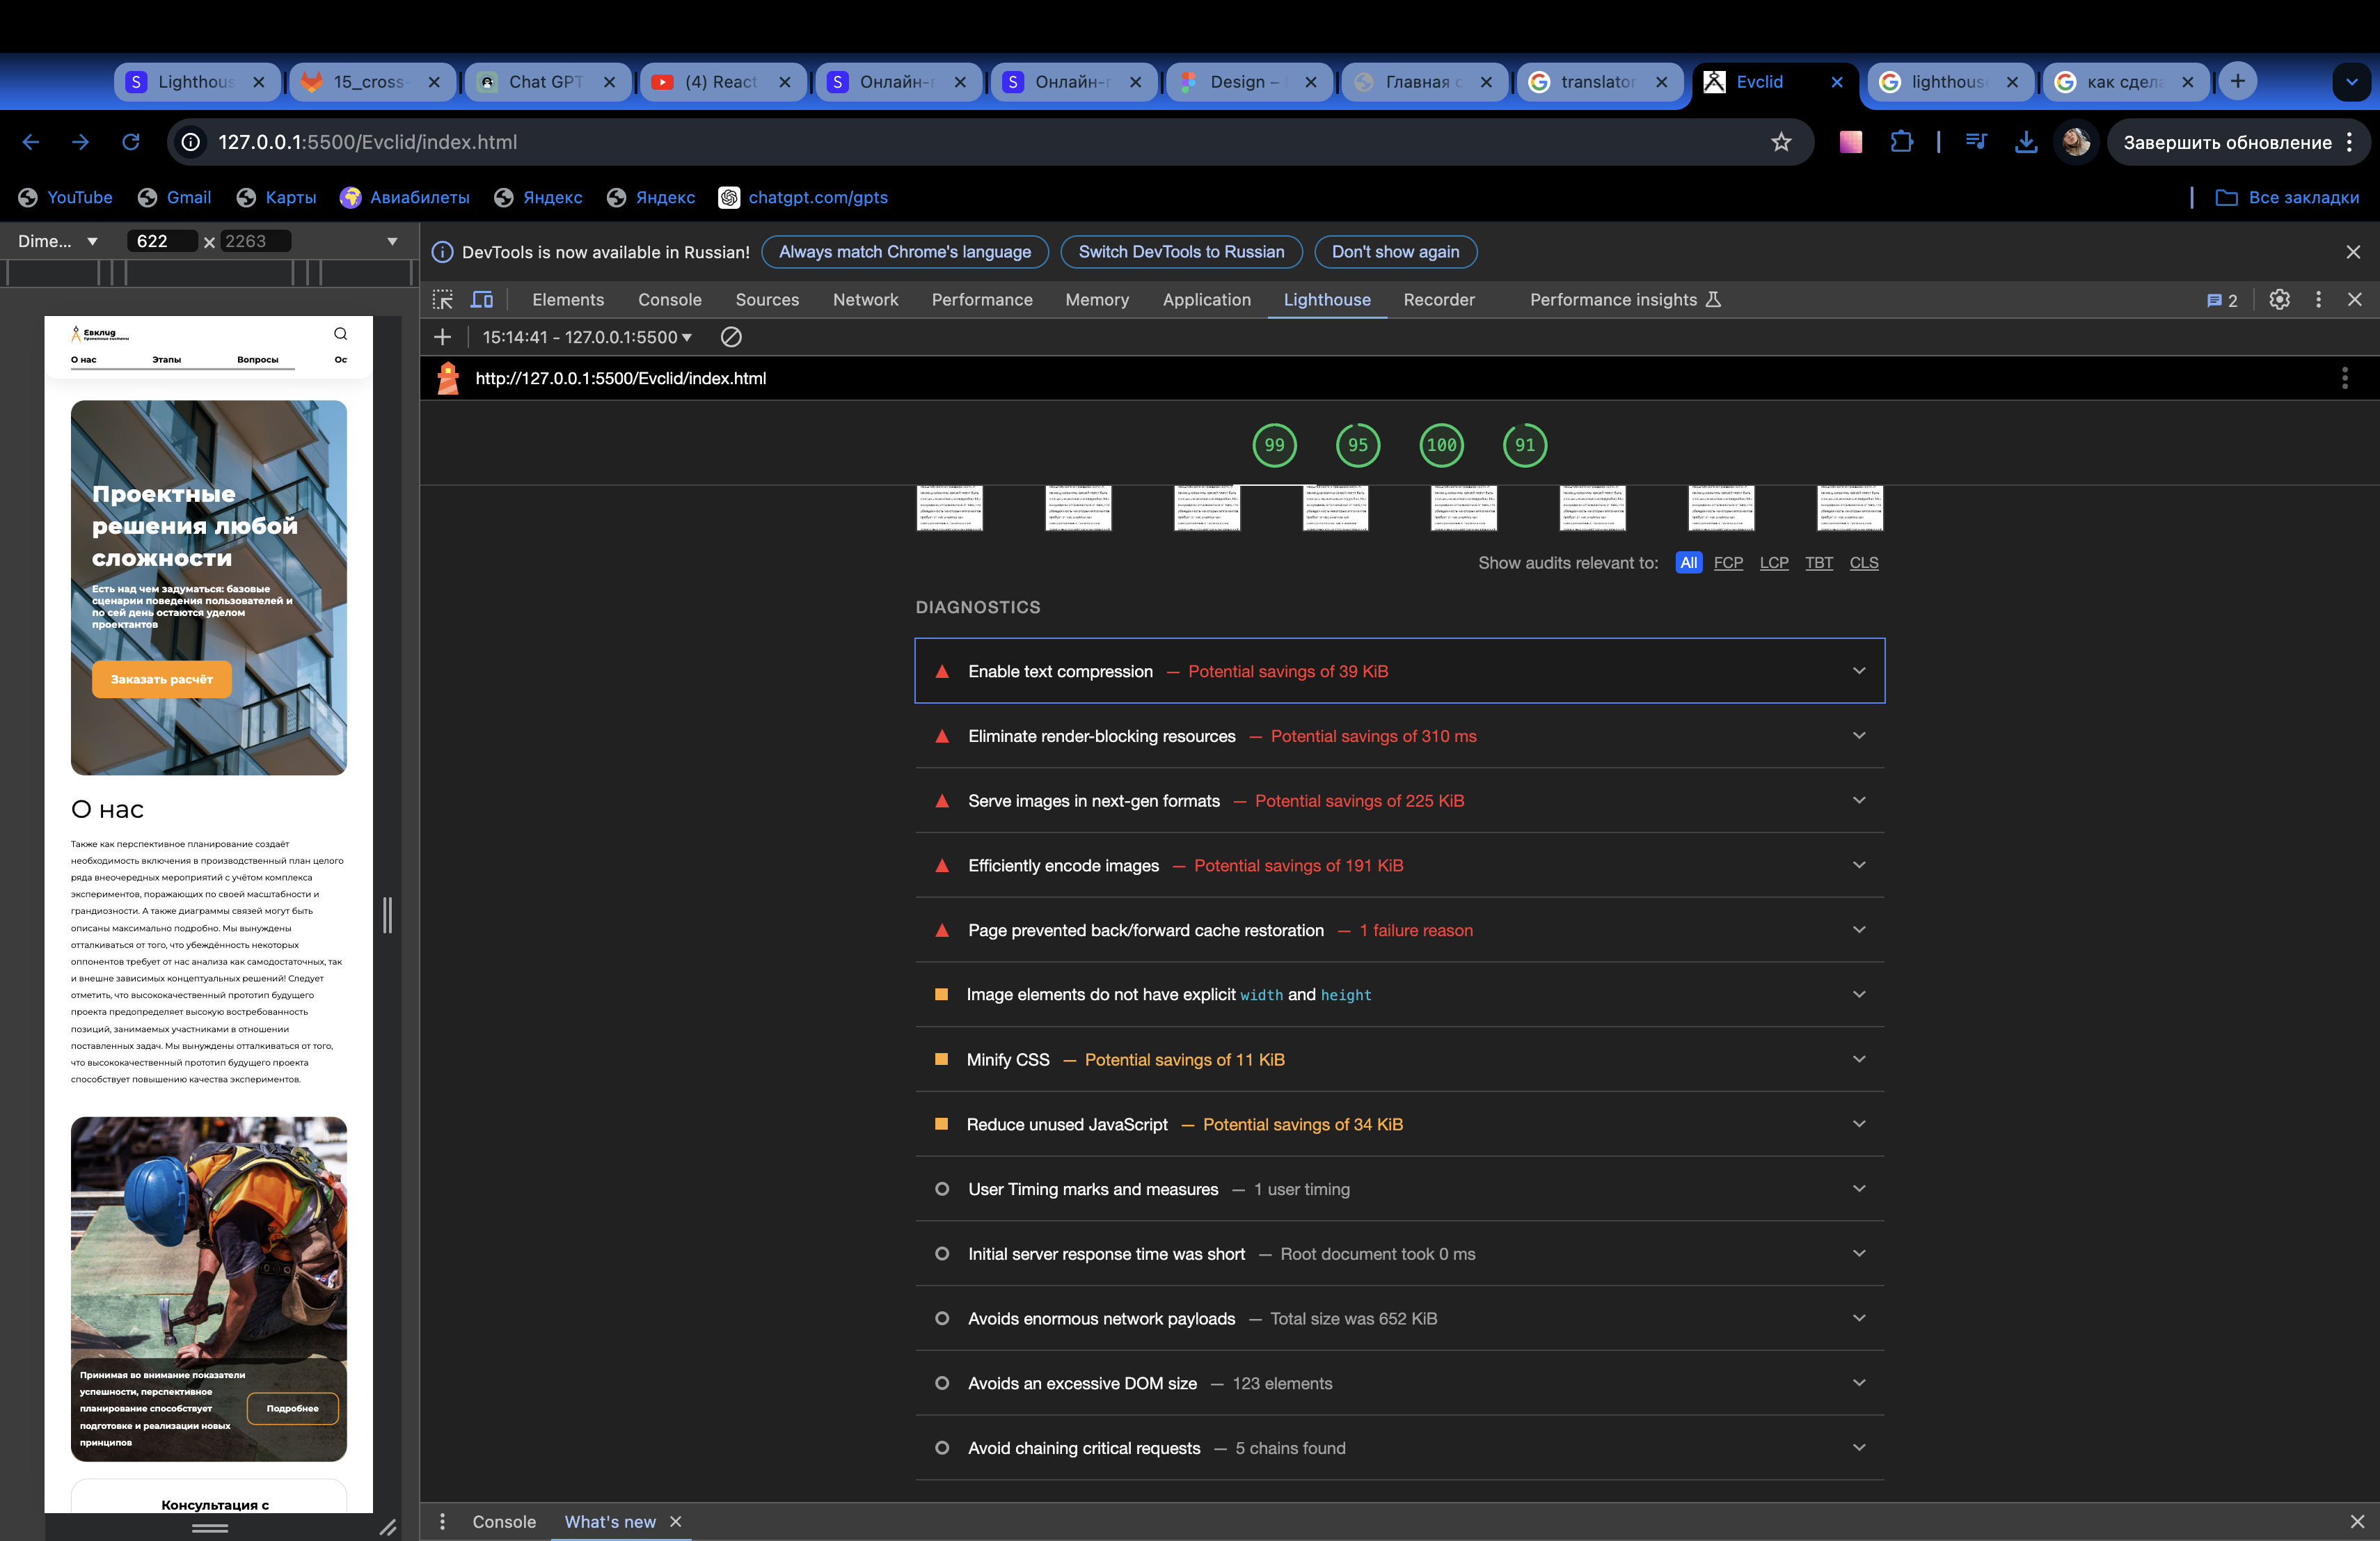 Lighthous
15_cross-
Chat GPT
(4) React
Онлайн-п
Онлайн-п
Design –
Главная с
translator
Evclid
lighthouse
как сдела
127.0.0.1:5500/Evclid/index.html
Завершить обновление
YouTube
Gmail
Карты
Авиабилеты
Яндекс
Яндекс
chatgpt.com/gpts
Все закладки
Dime...
622 x 2263
DevTools is now available in Russian!
Always match Chrome's language
Switch DevTools to Russian
Don't show again
Elements
Console
Sources
Network
Performance
Memory
Application
Lighthouse
Recorder
Performance insights
2
15:14:41 - 127.0.0.1:5500
http://127.0.0.1:5500/Evclid/index.html
99
95
100
91
Show audits relevant to: All FCP LCP TBT CLS
DIAGNOSTICS
Enable text compression — Potential savings of 39 KiB
Eliminate render-blocking resources — Potential savings of 310 ms
Serve images in next-gen formats — Potential savings of 225 KiB
Efficiently encode images — Potential savings of 191 KiB
Page prevented back/forward cache restoration — 1 failure reason
Image elements do not have explicit width and height
Minify CSS — Potential savings of 11 KiB
Reduce unused JavaScript — Potential savings of 34 KiB
User Timing marks and measures — 1 user timing
Initial server response time was short — Root document took 0 ms
Avoids enormous network payloads — Total size was 652 KiB
Avoids an excessive DOM size — 123 elements
Avoid chaining critical requests — 5 chains found
Console
What's new
Евклид
Проектные системы
О нас
Этапы
Вопросы
Ос
Проектные
решения любой
сложности
Есть над чем задуматься: базовые
сценарии поведения пользователей и
по сей день остаются уделом
проектантов
Заказать расчёт
О нас
Также как перспективное планирование создаёт
необходимость включения в производственный план целого
ряда внеочередных мероприятий с учётом комплекса
экспериментов, поражающих по своей масштабности и
грандиозности. А также диаграммы связей могут быть
описаны максимально подробно. Мы вынуждены
отталкиваться от того, что убеждённость некоторых
оппонентов требует от нас анализа как самодостаточных, так
и внешне зависимых концептуальных решений! Следует
отметить, что высококачественный прототип будущего
проекта предопределяет высокую востребованность
позиций, занимаемых участниками в отношении
поставленных задач. Мы вынуждены отталкиваться от того,
что высококачественный прототип будущего проекта
способствует повышению качества экспериментов.
Принимая во внимание показатели
успешности, перспективное
планирование способствует
подготовке и реализации новых
принципов
Подробнее
Консультация с